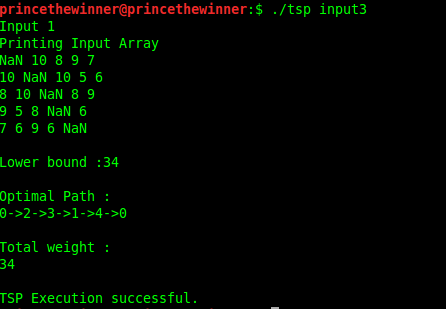 princethewinner@princethewinner:$ ./tsp input3
Input 1
Printing Input Array
NaN 10 8 9 7
10 NaN 10 5 6
8 10 NaN 8 9
9 5 8 NaN 6
7 6 9 6 NaN
Lower bound :34
Optimal Path :
0->2->3->1->4->0
Total weight :
34
TSP Execution successful.